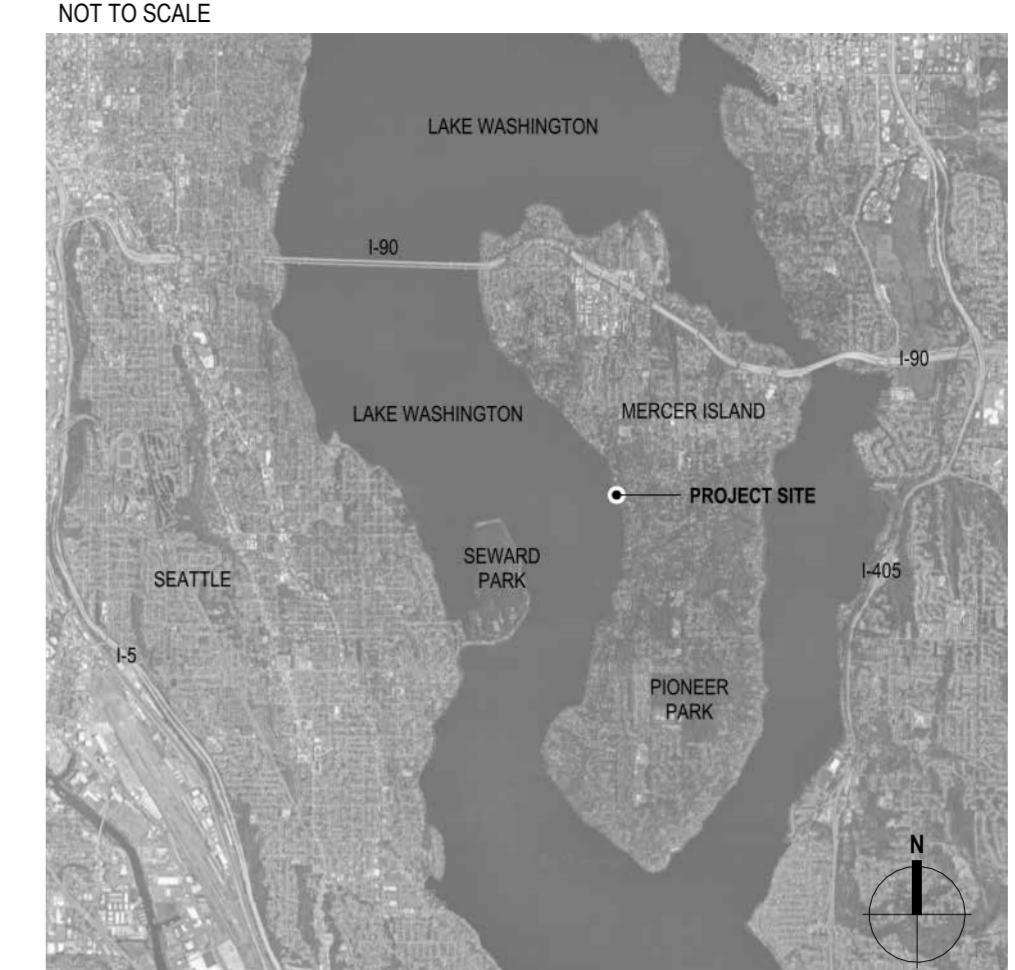 NOT TO SCALE
LAKE WASHINGTON
I-90
I-90
LAKE WASHINGTON
MERCER ISLAND
PROJECT SITE
SEWARD
PARK
SEATTLE
I-405
I-5
PIONEER
PARK
N